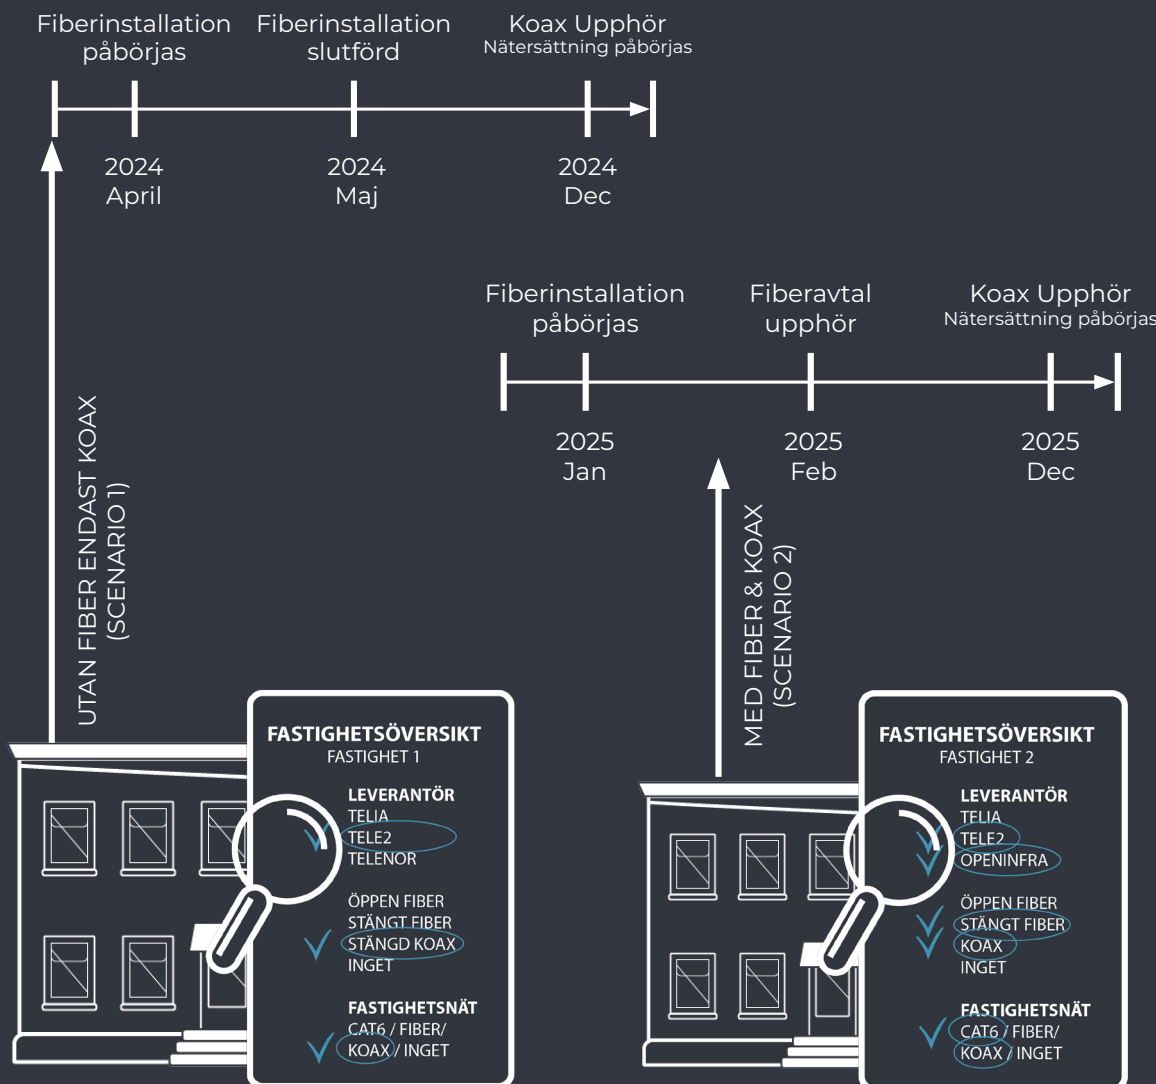 Fiberinstallation
påbörjas
Fiberinstallation
slutförd
Koax Upphör
Nätersättning påbörjas
2024
April
2024
Maj
2024
Dec
Fiberinstallation
påbörjas
Fiberavtal
upphör
Koax Upphör
Nätersättning påbörjas
2025
Jan
2025
Feb
2025
Dec
UTAN FIBER ENDAST KOAX
(SCENARIO 1)
MED FIBER & KOAX
(SCENARIO 2)
FASTIGHETSÖVERSIKT
FASTIGHET 1
LEVERANTÖR
TELIA
TELE2
TELENOR
ÖPPEN FIBER
STÄNGT FIBER
STÄNGD KOAX
INGET
FASTIGHETSNÄT
CAT6 / FIBER/
KOAX / INGET
FASTIGHETSÖVERSIKT
FASTIGHET 2
LEVERANTÖR
TELIA
TELE2
OPENINFRA
ÖPPEN FIBER
STÄNGT FIBER
KOAX
INGET
FASTIGHETSNÄT
CAT6 / FIBER/
KOAX / INGET